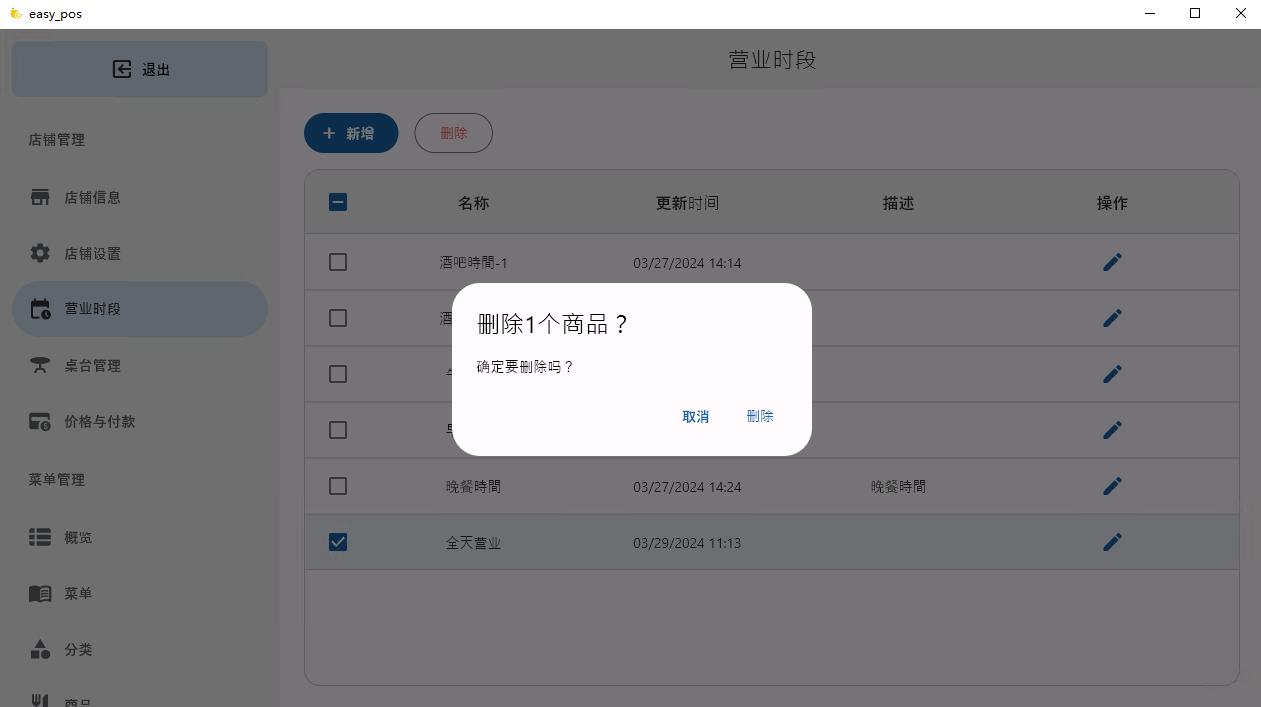 easy_pos
退出
营业时段
店铺管理
店铺信息
店铺设置
营业时段
桌台管理
价格与付款
菜单管理
概览
菜单
分类
商品
+ 新增
删除
名称 更新时间 描述 操作
酒吧時間-1 03/27/2024 14:14
酒
晚餐時間 03/27/2024 14:24 晚餐時間
全天营业 03/29/2024 11:13
删除1个商品？
确定要删除吗？
取消 删除